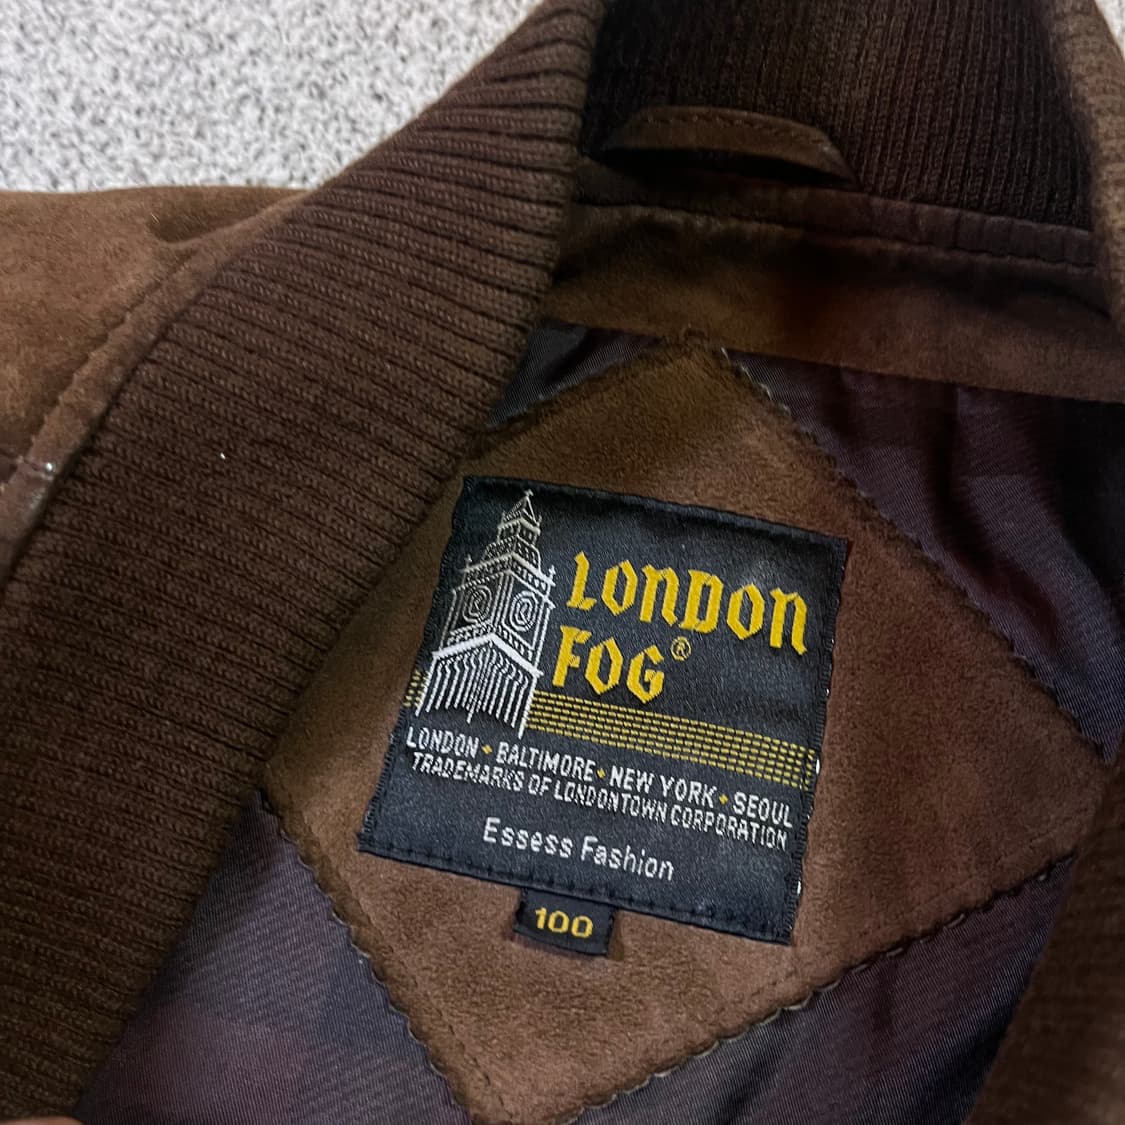 LONDON
FOG®
LONDON • BALTIMORE • NEW YORK • SEOUL
TRADEMARKS OF LONDONTOWN CORPORATION
Essess Fashion
100